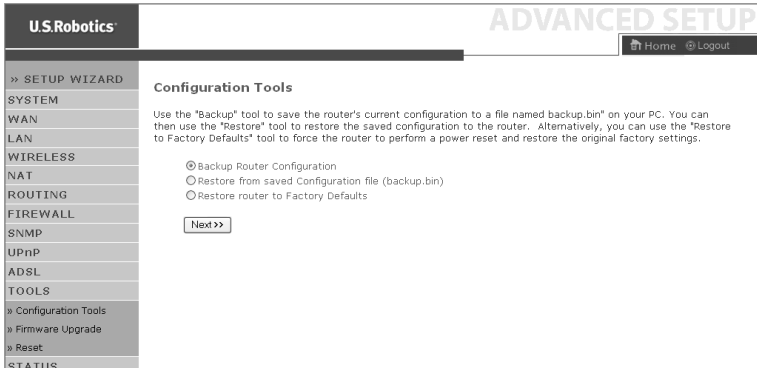 U.S.Robotics
ADVANCED SETUP
Home Logout
» SETUP WIZARD
SYSTEM
WAN
LAN
WIRELESS
NAT
ROUTING
FIREWALL
SNMP
UPnP
ADSL
TOOLS
» Configuration Tools
» Firmware Upgrade
» Reset
STATUS
Configuration Tools
Use the "Backup" tool to save the router's current configuration to a file named backup.bin" on your PC. You can
then use the "Restore" tool to restore the saved configuration to the router. Alternatively, you can use the "Restore
to Factory Defaults" tool to force the router to perform a power reset and restore the original factory settings.
Backup Router Configuration
Restore from saved Configuration file (backup.bin)
Restore router to Factory Defaults
Next >>